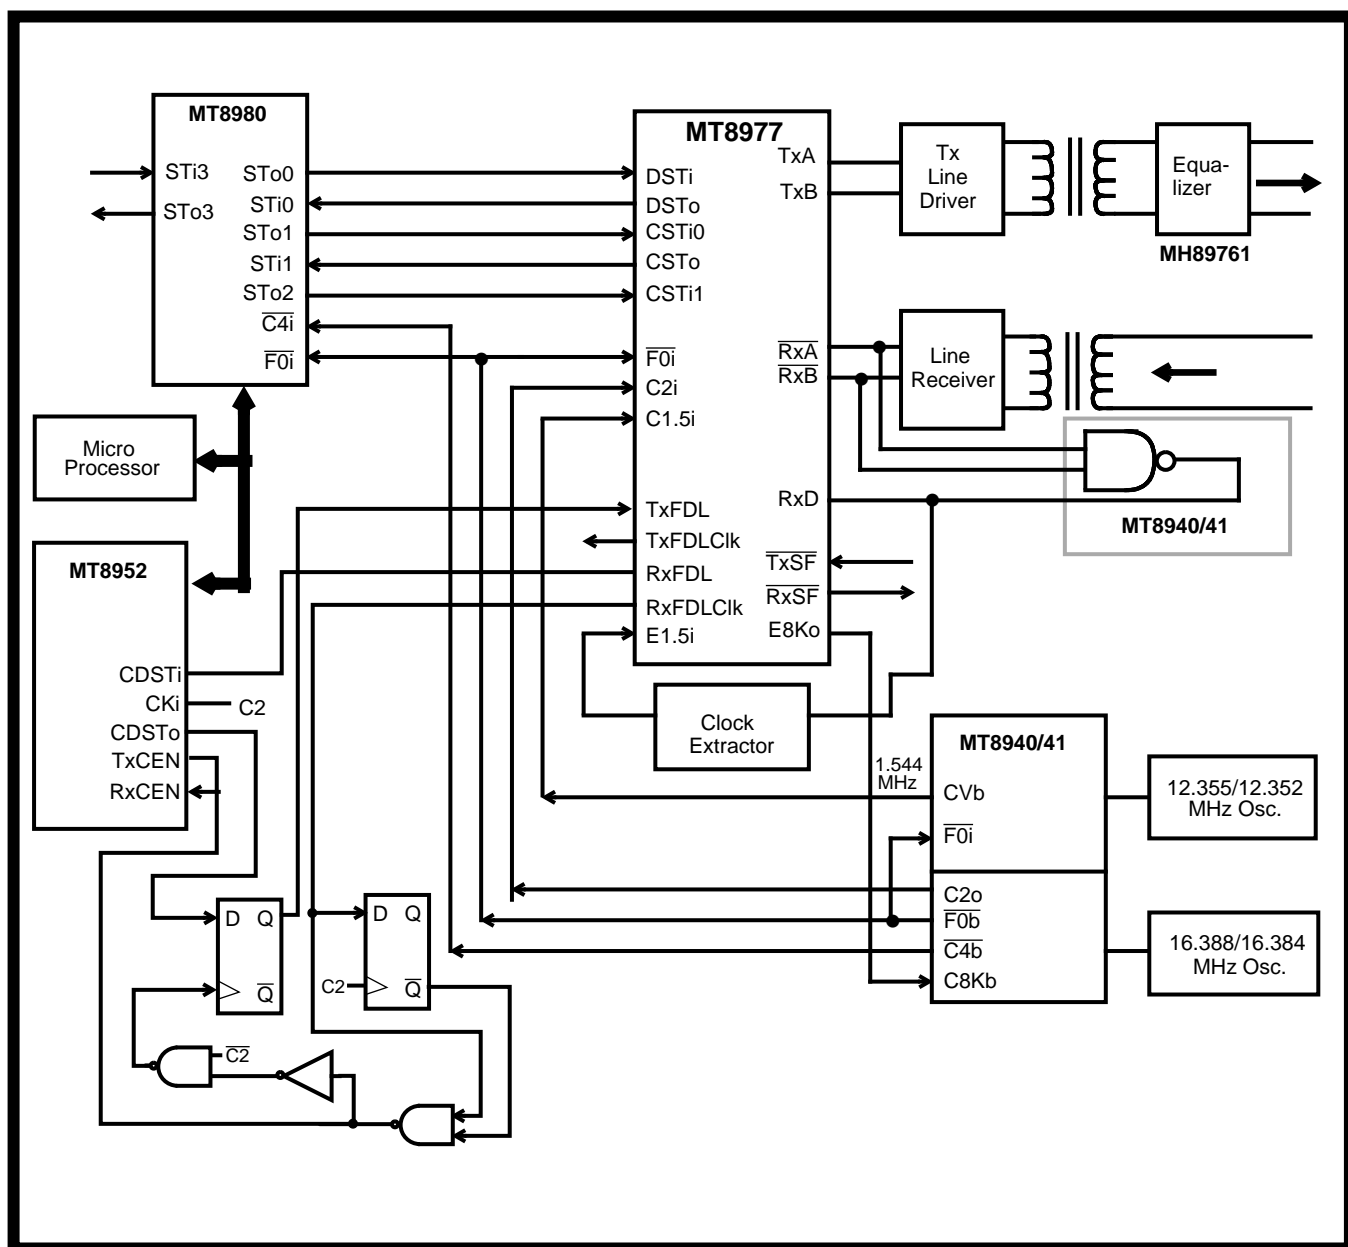 MT8980
STi3
STo3
STo0
STi0
STo1
STi1
STo2
C4i
F0i
MT8977
DSTi
DSTo
CSTi0
CSTo
CSTi1
F0i
C2i
C1.5i
TxFDL
TxFDLClk
RxFDL
RxFDLClk
E1.5i
TxA
TxB
RxA
RxB
RxD
TxSF
RxSF
E8Ko
Tx
Line
Driver
Equa-
lizer
MH89761
Line
Receiver
MT8940/41
Micro
Processor
MT8952
CDSTi
CKi
C2
CDSTo
TxCEN
RxCEN
Clock
Extractor
1.544
MHz
MT8940/41
CVb
F0i
C2o
F0b
C4b
C8Kb
12.355/12.352
MHz Osc.
16.388/16.384
MHz Osc.
D Q
Q
D Q
C2
Q
C2